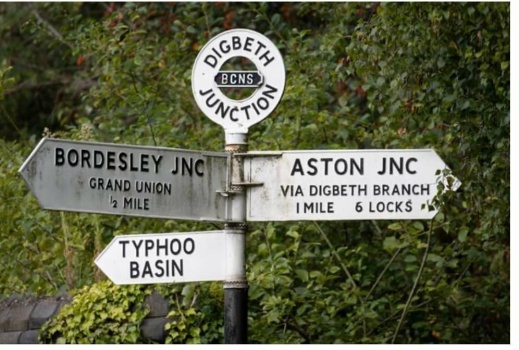 DIGBETH
BCNS
JUNCTION
BORDESLEY JNC
GRAND UNION
½ MILE
ASTON JNC
VIA DIGBETH BRANCH
1 MILE 6 LOCKS
TYPHOO
BASIN